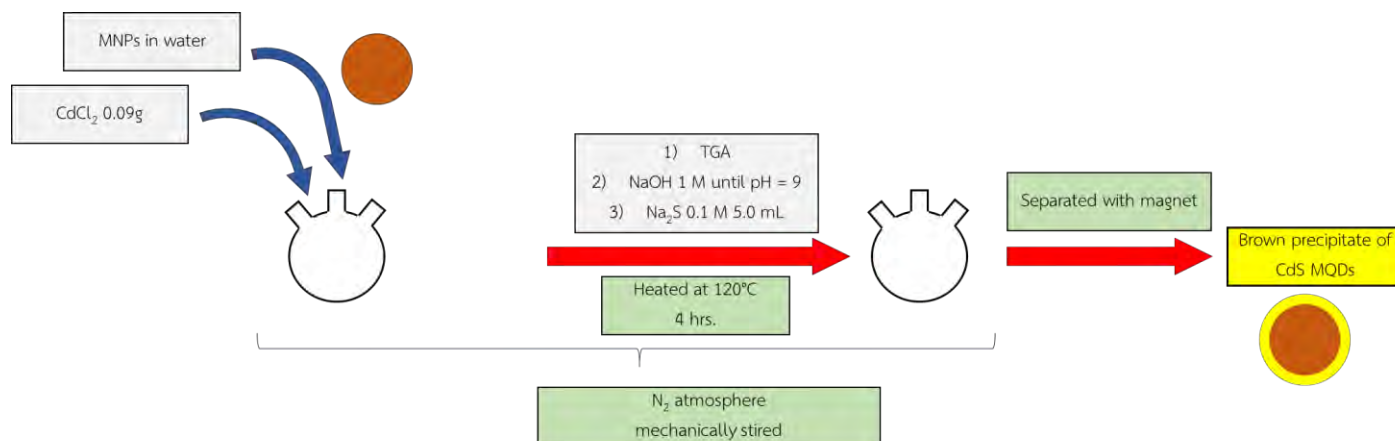 MNPs in water
CdCl₂ 0.09g
1) TGA
2) NaOH 1 M until pH = 9
3) Na₂S 0.1 M 5.0 mL
Heated at 120°C
4 hrs.
Separated with magnet
Brown precipitate of
CdS MQDs
N₂ atmosphere
mechanically stired